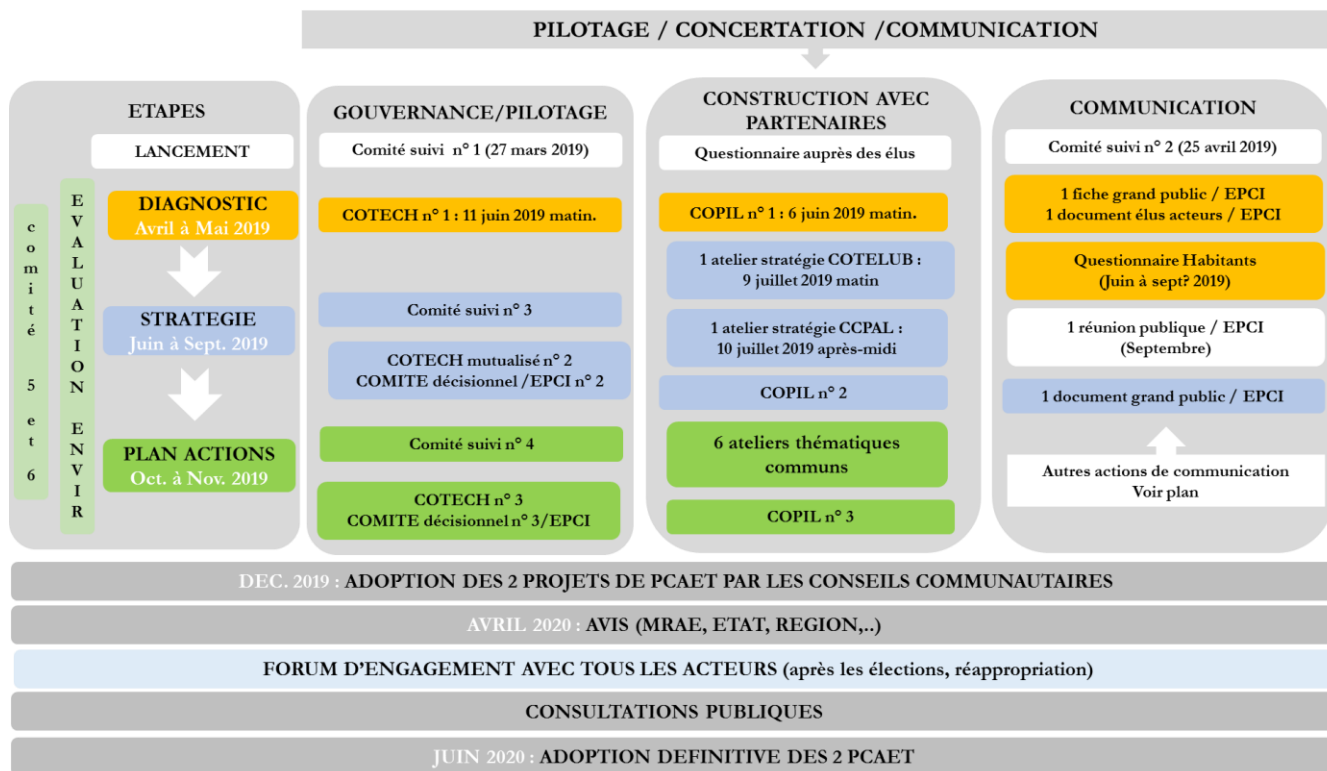 PILOTAGE / CONCERTATION /COMMUNICATION
ETAPES
LANCEMENT
comité 5 et 6
EVALUATION ENVIR
DIAGNOSTIC
Avril à Mai 2019
STRATEGIE
Juin à Sept. 2019
PLAN ACTIONS
Oct. à Nov. 2019
GOUVERNANCE/PILOTAGE
Comité suivi n° 1 (27 mars 2019)
COTECH n° 1 : 11 juin 2019 matin.
Comité suivi n° 3
COTECH mutualisé n° 2
COMITE décisionnel /EPCI n° 2
Comité suivi n° 4
COTECH n° 3
COMITE décisionnel n° 3/EPCI
CONSTRUCTION AVEC
PARTENAIRES
Questionnaire auprès des élus
COPIL n° 1 : 6 juin 2019 matin.
1 atelier stratégie COTELUB :
9 juillet 2019 matin
1 atelier stratégie CCPAL :
10 juillet 2019 après-midi
COPIL n° 2
6 ateliers thématiques
communs
COPIL n° 3
COMMUNICATION
Comité suivi n° 2 (25 avril 2019)
1 fiche grand public / EPCI
1 document élus acteurs / EPCI
Questionnaire Habitants
(Juin à sept? 2019)
1 réunion publique / EPCI
(Septembre)
1 document grand public / EPCI
Autres actions de communication
Voir plan
DEC. 2019 : ADOPTION DES 2 PROJETS DE PCAET PAR LES CONSEILS COMMUNAUTAIRES
AVRIL 2020 : AVIS (MRAE, ETAT, REGION,..)
FORUM D'ENGAGEMENT AVEC TOUS LES ACTEURS (après les élections, réappropriation)
CONSULTATIONS PUBLIQUES
JUIN 2020 : ADOPTION DEFINITIVE DES 2 PCAET